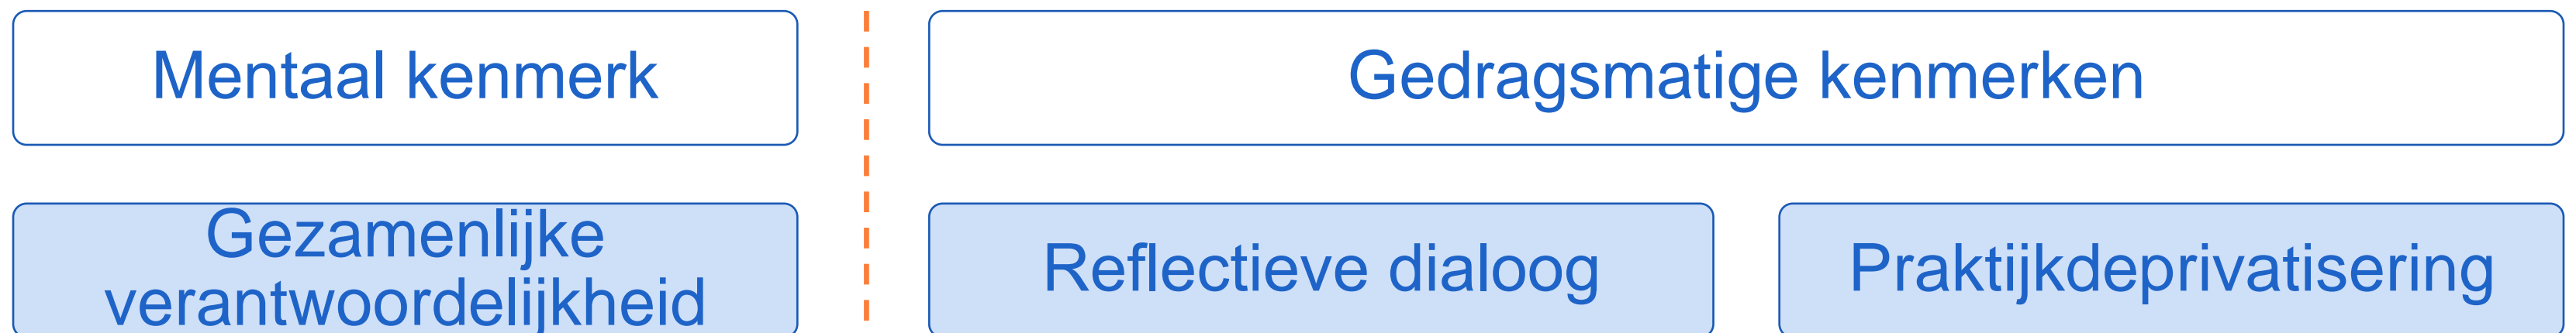 Mentaal kenmerk
Gedragsmatige kenmerken
Gezamenlijke
verantwoordelijkheid
Reflectieve dialoog
Praktijkdeprivatisering